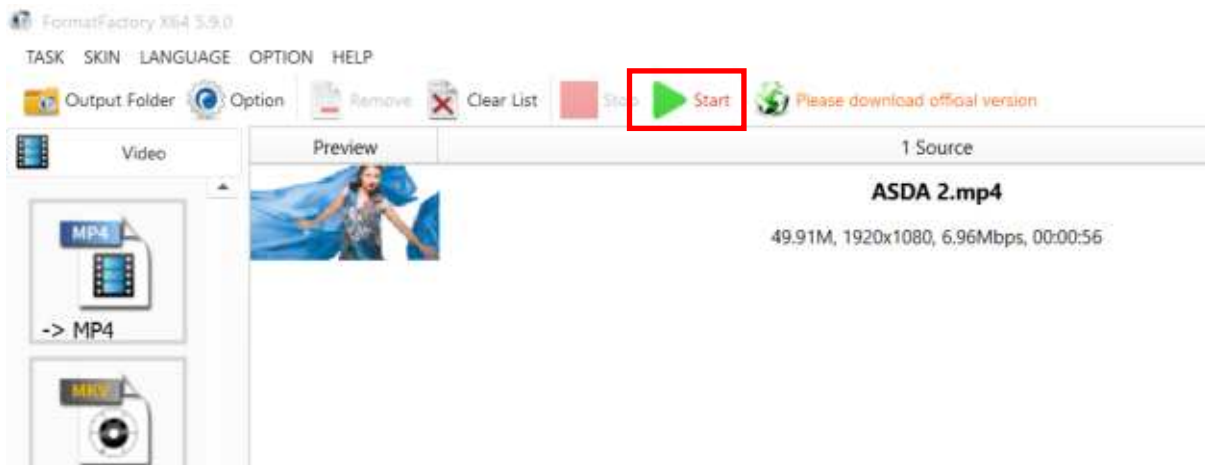 FormatFactory X64 5.9.0
TASK SKIN LANGUAGE OPTION HELP
Output Folder Option Remove Clear List Stop Start Please download offical version
Video Preview 1 Source
ASDA 2.mp4
49.91M, 1920x1080, 6.96Mbps, 00:00:56
MP4
-> MP4
MKV